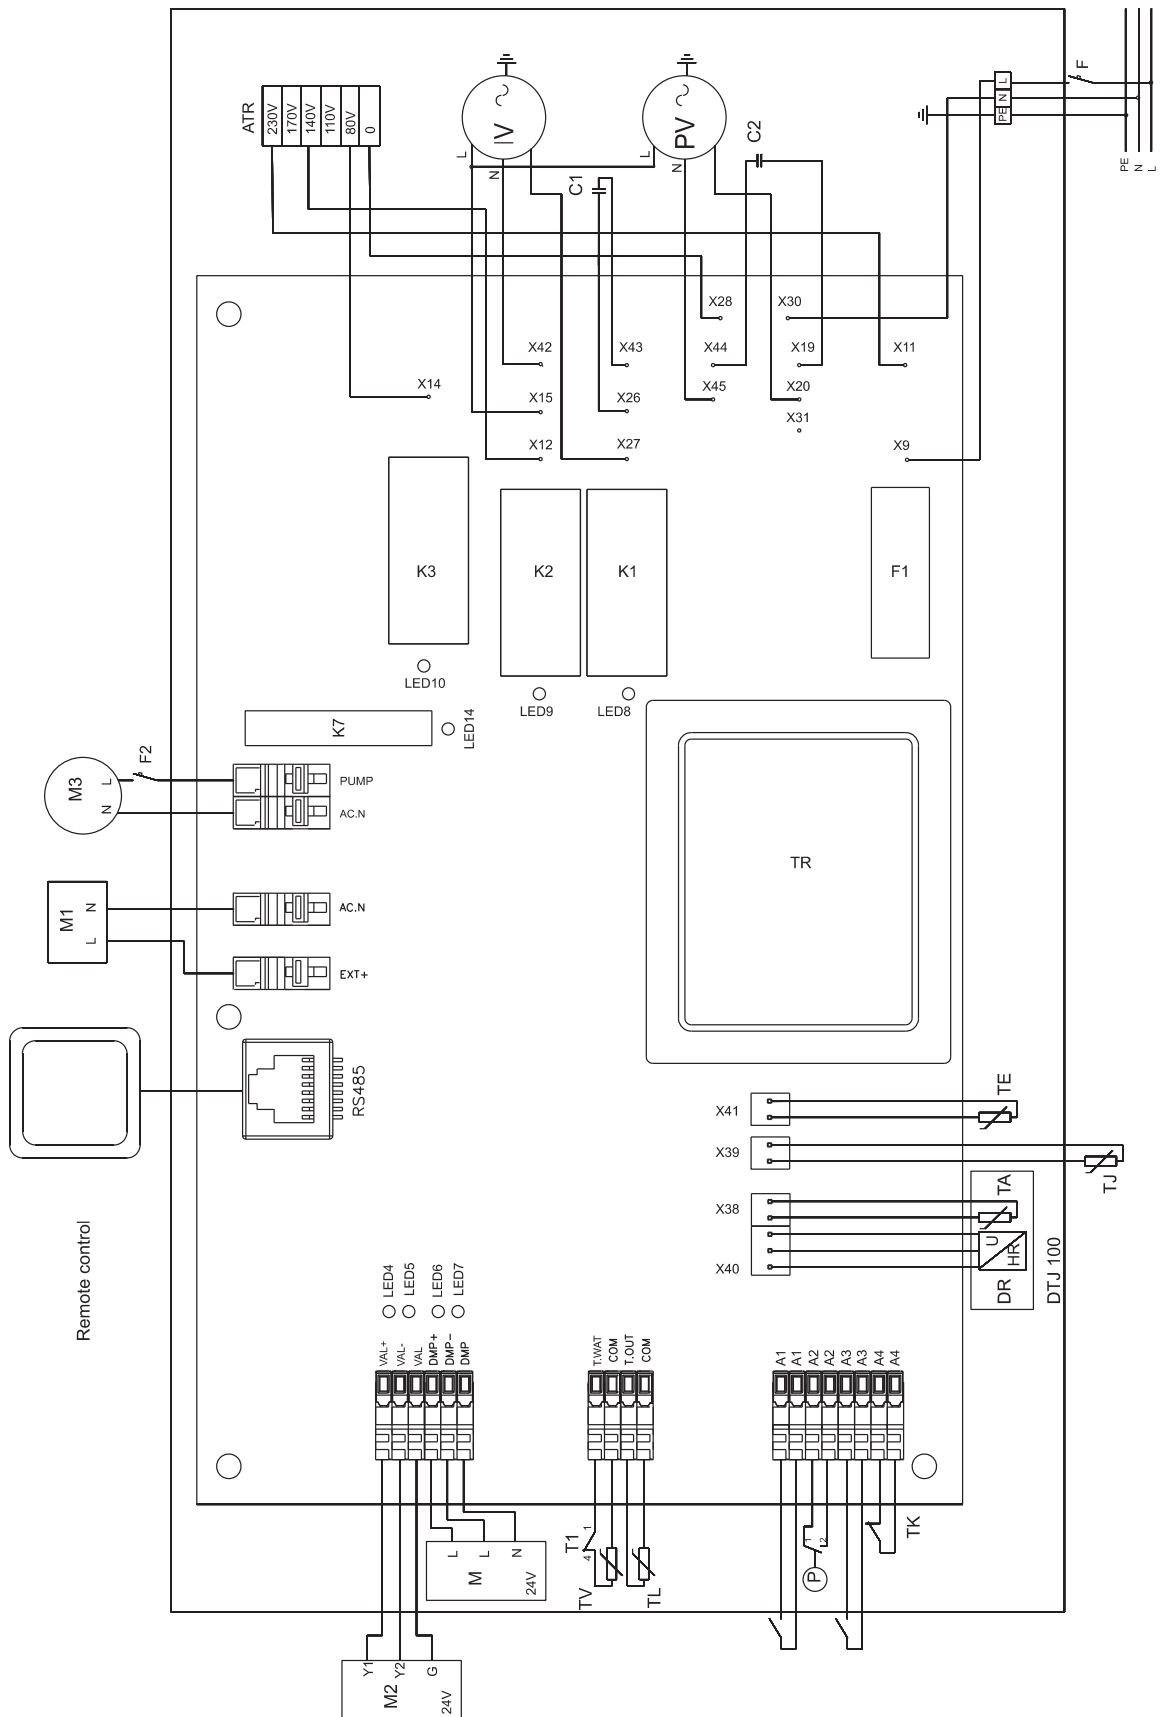 ATR
230V
170V
140V
110V
80V
0
L
IV
N
C1
L
PV
N
C2
PE
N
L
F
PE
N
L
X28
X30
X42
X43
X44
X19
X11
X14
X15
X26
X45
X20
X31
X12
X27
X9
K3
K2
K1
F1
LED10
LED9
LED8
K7
LED14
M3
L
N
F2
PUMP
AC.N
M1
N
L
AC.N
EXT+
TR
RS485
Remote control
X41
TE
X39
TJ
X38
TA
X40
U
HR
DR
DTJ 100
LED4
LED5
LED6
LED7
VAL+
VAL-
VAL
DMP+
DMP-
DMP
T.WAT
COM
T.OUT
COM
A1
A1
A2
A2
A3
A3
A4
A4
L
L
N
M
24V
T1
1
4
TV
TL
1
2
P
TK
Y1
Y2
G
M2
24V